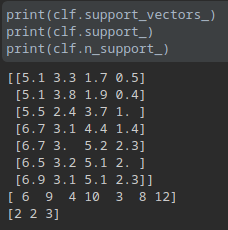 print(clf.support_vectors_)
print(clf.support_)
print(clf.n_support_)
[[5.1 3.3 1.7 0.5]
 [5.1 3.8 1.9 0.4]
 [5.5 2.4 3.7 1. ]
 [6.7 3.1 4.4 1.4]
 [6.7 3.  5.2 2.3]
 [6.5 3.2 5.1 2. ]
 [6.9 3.1 5.1 2.3]]
[ 6  9  4 10  3  8 12]
[2 2 3]